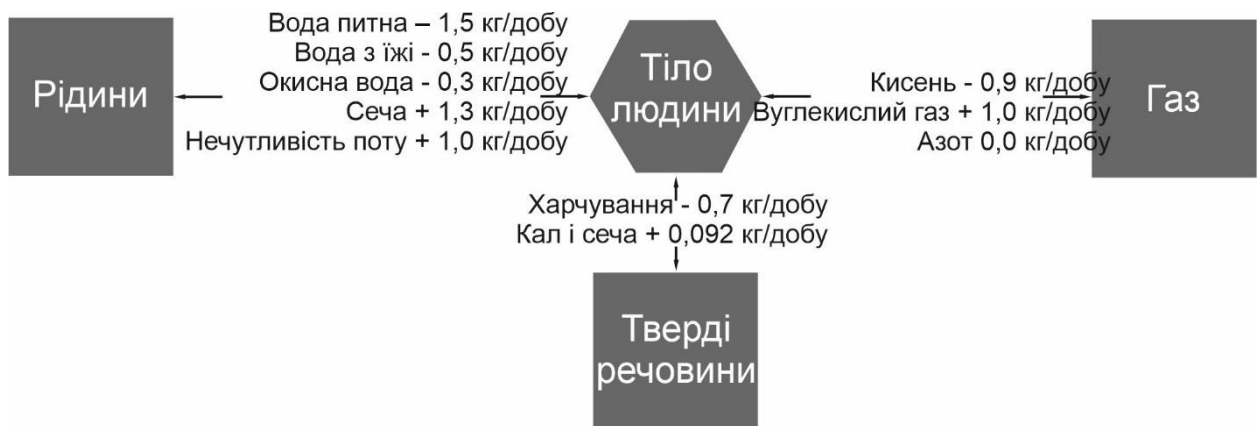 Рідини
Вода питна – 1,5 кг/добу
Вода з їжі - 0,5 кг/добу
Окисна вода - 0,3 кг/добу
Сеча + 1,3 кг/добу
Нечутливість поту + 1,0 кг/добу
Тіло
людини
Кисень - 0,9 кг/добу
Вуглекислий газ + 1,0 кг/добу
Азот 0,0 кг/добу
Газ
Харчування - 0,7 кг/добу
Кал і сеча + 0,092 кг/добу
Тверді
речовини